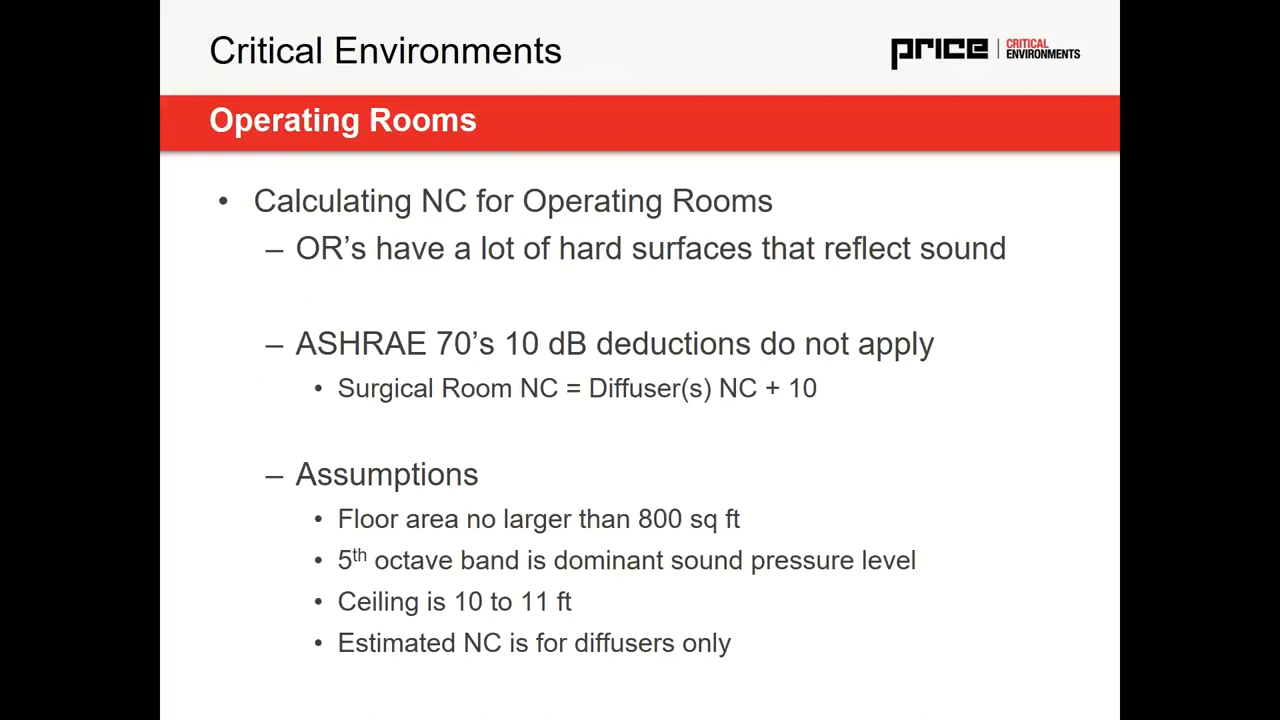 Critical Environments
price | CRITICAL
ENVIRONMENTS
Operating Rooms
• Calculating NC for Operating Rooms
– OR's have a lot of hard surfaces that reflect sound
– ASHRAE 70's 10 dB deductions do not apply
• Surgical Room NC = Diffuser(s) NC + 10
– Assumptions
• Floor area no larger than 800 sq ft
• 5th octave band is dominant sound pressure level
• Ceiling is 10 to 11 ft
• Estimated NC is for diffusers only